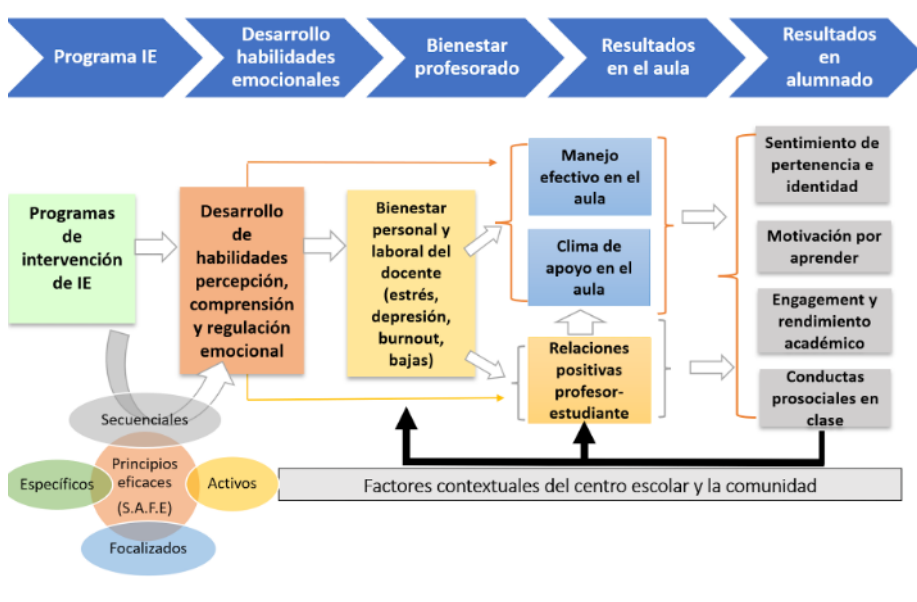 Programa IE
Desarrollo
habilidades
emocionales
Bienestar
profesorado
Resultados
en el aula
Resultados
en
alumnado
Programas
de
intervención
de IE
Desarrollo
de
habilidades
percepción,
comprensión
y regulación
emocional
Bienestar
personal y
laboral del
docente
(estrés,
depresión,
burnout,
bajas)
Manejo
efectivo en el
aula
Clima de
apoyo en el
aula
Relaciones
positivas
profesor-
estudiante
Sentimiento de
pertenencia e
identidad
Motivación por
aprender
Engagement y
rendimiento
académico
Conductas
prosociales en
clase
Secuenciales
Específicos
Principios
eficaces
(S.A.F.E)
Activos
Focalizados
Factores contextuales del centro escolar y la comunidad